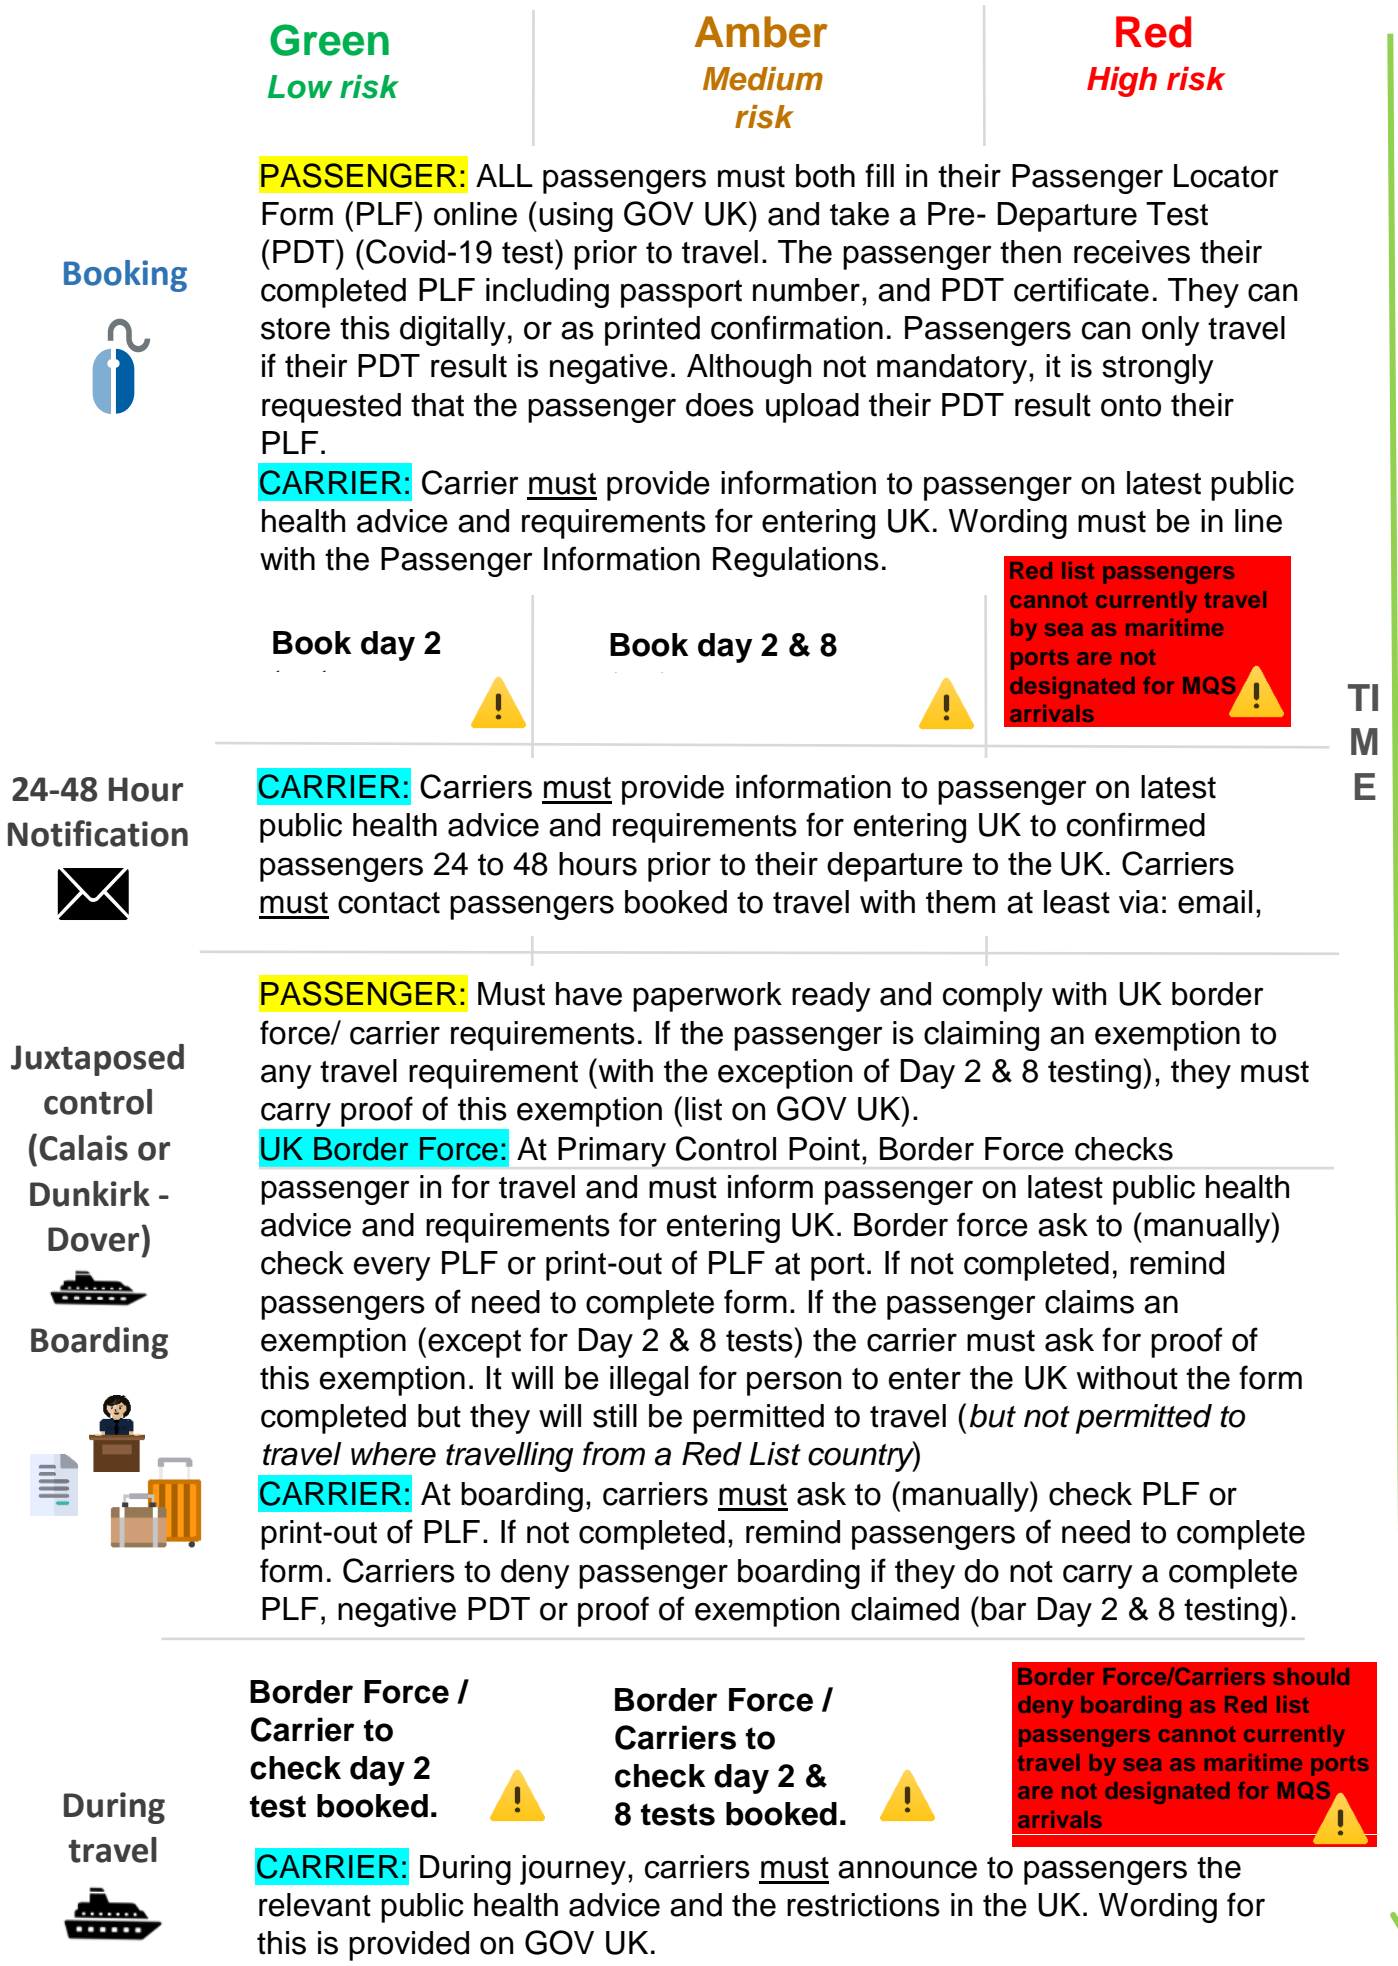 Green
Low risk
Amber
Medium
risk
Red
High risk
Booking
PASSENGER: ALL passengers must both fill in their Passenger Locator
Form (PLF) online (using GOV UK) and take a Pre- Departure Test
(PDT) (Covid-19 test) prior to travel. The passenger then receives their
completed PLF including passport number, and PDT certificate. They can
store this digitally, or as printed confirmation. Passengers can only travel
if their PDT result is negative. Although not mandatory, it is strongly
requested that the passenger does upload their PDT result onto their
PLF.
CARRIER: Carrier must provide information to passenger on latest public
health advice and requirements for entering UK. Wording must be in line
with the Passenger Information Regulations.
Book day 2
Book day 2 & 8
Red list passengers
cannot currently travel
by sea as maritime
ports are not
designated for MQS
arrivals
TI
M
E
24-48 Hour
Notification
CARRIER: Carriers must provide information to passenger on latest
public health advice and requirements for entering UK to confirmed
passengers 24 to 48 hours prior to their departure to the UK. Carriers
must contact passengers booked to travel with them at least via: email,
Juxtaposed
control
(Calais or
Dunkirk -
Dover)
Boarding
PASSENGER: Must have paperwork ready and comply with UK border
force/ carrier requirements. If the passenger is claiming an exemption to
any travel requirement (with the exception of Day 2 & 8 testing), they must
carry proof of this exemption (list on GOV UK).
UK Border Force: At Primary Control Point, Border Force checks
passenger in for travel and must inform passenger on latest public health
advice and requirements for entering UK. Border force ask to (manually)
check every PLF or print-out of PLF at port. If not completed, remind
passengers of need to complete form. If the passenger claims an
exemption (except for Day 2 & 8 tests) the carrier must ask for proof of
this exemption. It will be illegal for person to enter the UK without the form
completed but they will still be permitted to travel (but not permitted to
travel where travelling from a Red List country)
CARRIER: At boarding, carriers must ask to (manually) check PLF or
print-out of PLF. If not completed, remind passengers of need to complete
form. Carriers to deny passenger boarding if they do not carry a complete
PLF, negative PDT or proof of exemption claimed (bar Day 2 & 8 testing).
Border Force /
Carrier to
check day 2
test booked.
Border Force /
Carriers to
check day 2 &
8 tests booked.
Border Force/Carriers should
deny boarding as Red list
passengers cannot currently
travel by sea as maritime ports
are not designated for MQS
arrivals
During
travel
CARRIER: During journey, carriers must announce to passengers the
relevant public health advice and the restrictions in the UK. Wording for
this is provided on GOV UK.